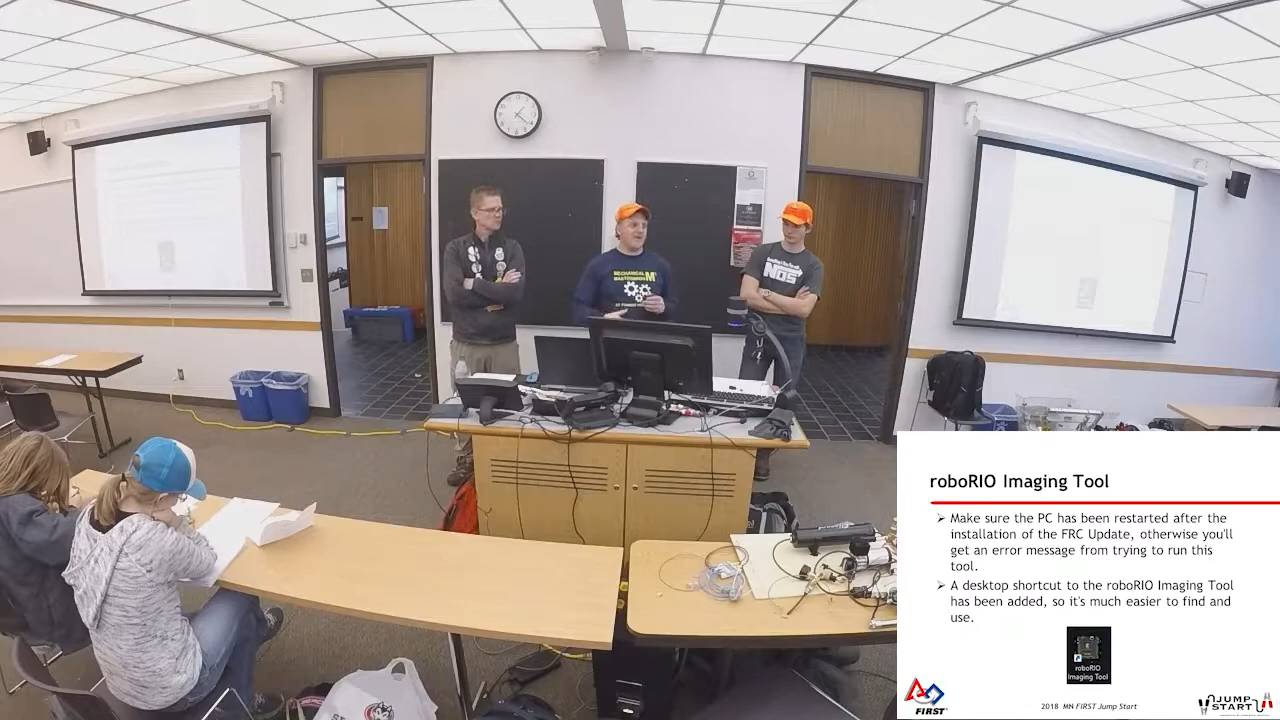 MECHANICAL
MASTERMINDS
NOS
roboRIO Imaging Tool
➢ Make sure the PC has been restarted after the
installation of the FRC Update, otherwise you'll
get an error message from trying to run this
tool.
➢ A desktop shortcut to the roboRIO Imaging Tool
has been added, so it's much easier to find and
use.
roboRIO
Imaging Tool
FIRST
2018 MN FIRST Jump Start
JUMP
START